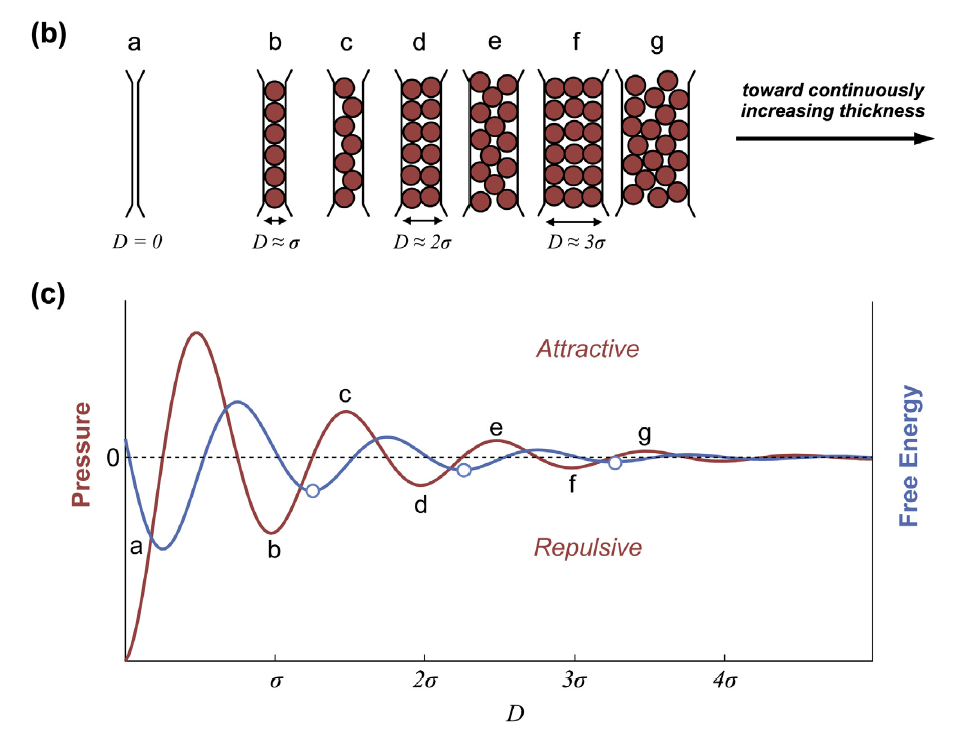 (b)
a b c d e f g
toward continuously
increasing thickness
D = 0 D ≈ σ D ≈ 2σ D ≈ 3σ
(c)
Attractive
c
e
g
Pressure
0
Free Energy
f
d
a
b
Repulsive
σ 2σ 3σ 4σ
D